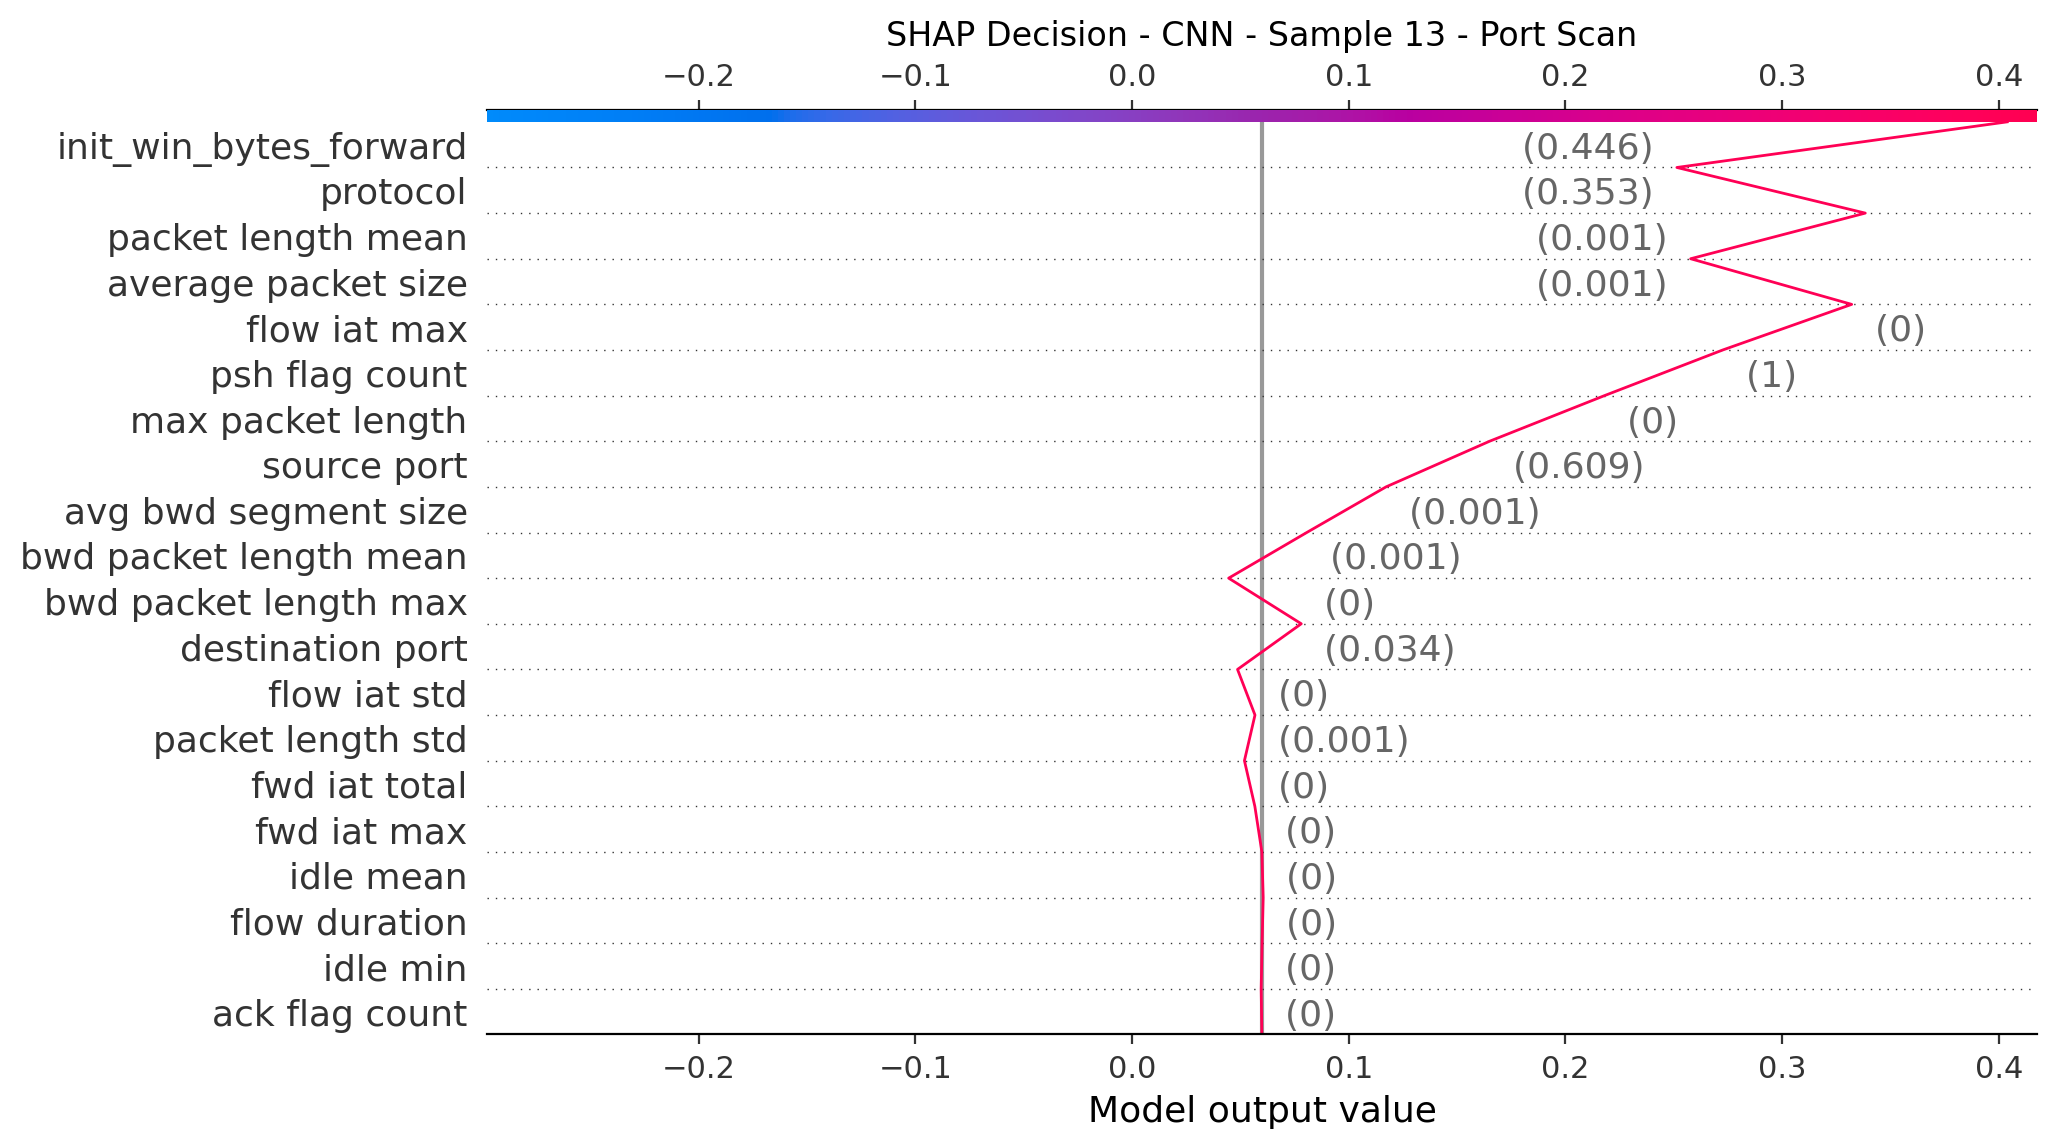 SHAP Decision - CNN - Sample 13 - Port Scan
−0.2 −0.1 0.0 0.1 0.2 0.3 0.4
init_win_bytes_forward (0.446)
protocol (0.353)
packet length mean (0.001)
average packet size (0.001)
flow iat max (0)
psh flag count (1)
max packet length (0)
source port (0.609)
avg bwd segment size (0.001)
bwd packet length mean (0.001)
bwd packet length max (0)
destination port (0.034)
flow iat std (0)
packet length std (0.001)
fwd iat total (0)
fwd iat max (0)
idle mean (0)
flow duration (0)
idle min (0)
ack flag count (0)
−0.2 −0.1 0.0 0.1 0.2 0.3 0.4
Model output value